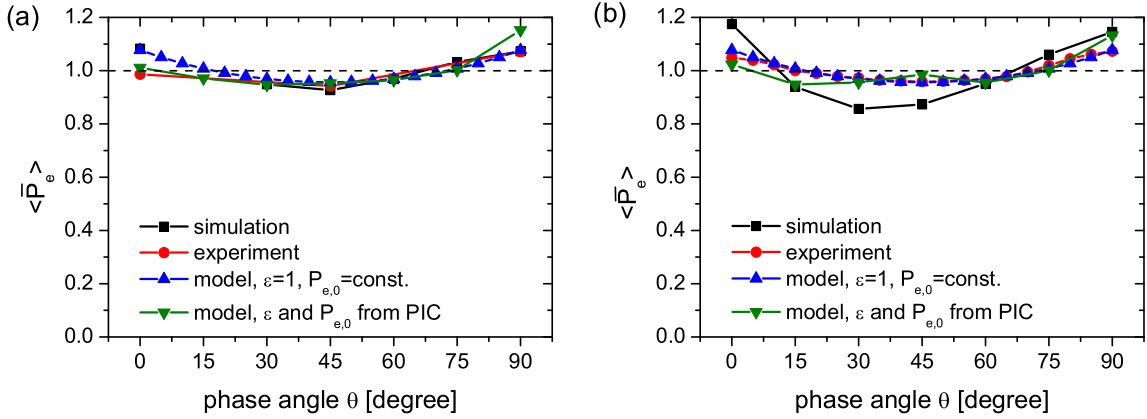 (a)
1.2
1.0
0.8
0.6
0.4
0.2
0.0
<P̅e>
simulation
experiment
model, ε=1, Pe,0=const.
model, ε and Pe,0 from PIC
0 15 30 45 60 75 90
phase angle θ [degree]
(b)
1.2
1.0
0.8
0.6
0.4
0.2
0.0
<P̅e>
simulation
experiment
model, ε=1, Pe,0=const.
model, ε and Pe,0 from PIC
0 15 30 45 60 75 90
phase angle θ [degree]